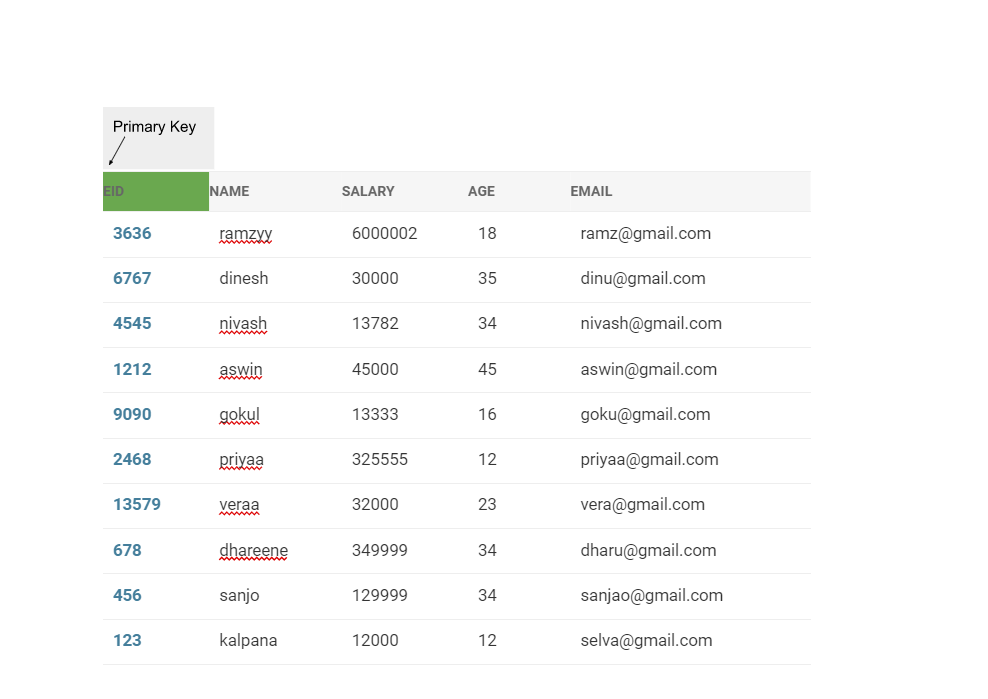 Primary Key
EID NAME SALARY AGE EMAIL
3636 ramzyy 6000002 18 ramz@gmail.com
6767 dinesh 30000 35 dinu@gmail.com
4545 nivash 13782 34 nivash@gmail.com
1212 aswin 45000 45 aswin@gmail.com
9090 gokul 13333 16 goku@gmail.com
2468 priyaa 325555 12 priyaa@gmail.com
13579 veraa 32000 23 vera@gmail.com
678 dhareene 349999 34 dharu@gmail.com
456 sanjo 129999 34 sanjao@gmail.com
123 kalpana 12000 12 selva@gmail.com